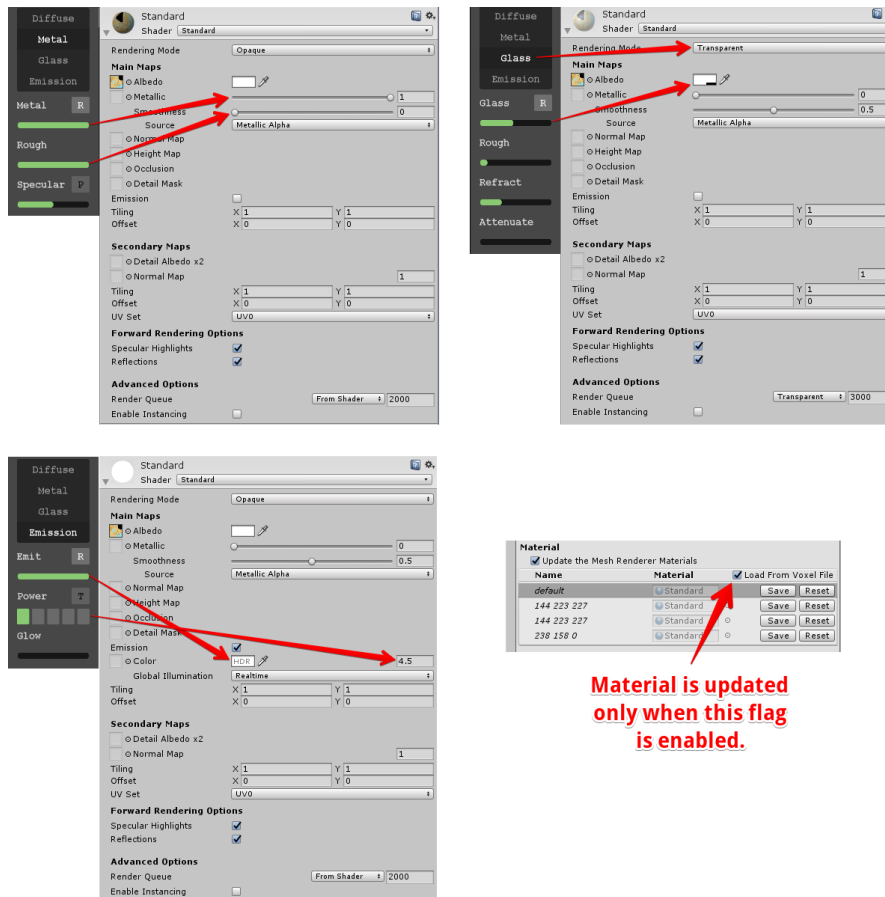 Diffuse
Metal
Glass
Emission
Metal R
Rough
Specular P
Standard
Shader Standard
Rendering Mode Opaque
Main Maps
Albedo
Metallic 1
Smoothness 0
Source Metallic Alpha
Normal Map
Height Map
Occlusion
Detail Mask
Emission
Tiling X 1 Y 1
Offset X 0 Y 0
Secondary Maps
Detail Albedo x2
Normal Map 1
Tiling X 1 Y 1
Offset X 0 Y 0
UV Set UV0
Forward Rendering Options
Specular Highlights
Reflections
Advanced Options
Render Queue From Shader 2000
Enable Instancing
Diffuse
Metal
Glass
Emission
Glass R
Rough
Refract
Attenuate
Standard
Shader Standard
Rendering Mode Transparent
Main Maps
Albedo
Metallic 0
Smoothness 0.5
Source Metallic Alpha
Normal Map
Height Map
Occlusion
Detail Mask
Emission
Tiling X 1 Y 1
Offset X 0 Y 0
Secondary Maps
Detail Albedo x2
Normal Map 1
Tiling X 1 Y 1
Offset X 0 Y 0
UV Set UV0
Forward Rendering Options
Specular Highlights
Reflections
Advanced Options
Render Queue Transparent 3000
Enable Instancing
Diffuse
Metal
Glass
Emission
Emit R
Power T
Glow
Standard
Shader Standard
Rendering Mode Opaque
Main Maps
Albedo
Metallic 0
Smoothness 0.5
Source Metallic Alpha
Normal Map
Height Map
Occlusion
Detail Mask
Emission
Color HDR 4.5
Global Illumination Realtime
Tiling X 1 Y 1
Offset X 0 Y 0
Secondary Maps
Detail Albedo x2
Normal Map 1
Tiling X 1 Y 1
Offset X 0 Y 0
UV Set UV0
Forward Rendering Options
Specular Highlights
Reflections
Advanced Options
Render Queue From Shader 2000
Enable Instancing
Material
Update the Mesh Renderer Materials
Name Material Load From Voxel File
default Standard Save Reset
144 223 227 Standard Save Reset
144 223 227 Standard Save Reset
238 158 0 Standard Save Reset
Material is updated
only when this flag
is enabled.